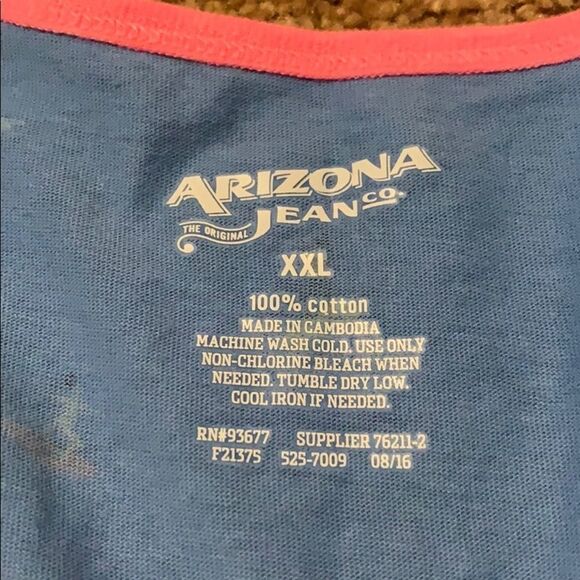 ARIZONA
THE ORIGINAL JEAN CO.
XXL
100% cotton
MADE IN CAMBODIA
MACHINE WASH COLD. USE ONLY
NON-CHLORINE BLEACH WHEN
NEEDED. TUMBLE DRY LOW.
COOL IRON IF NEEDED.
RN#93677 SUPPLIER 76211-2
F21375 525-7009 08/16